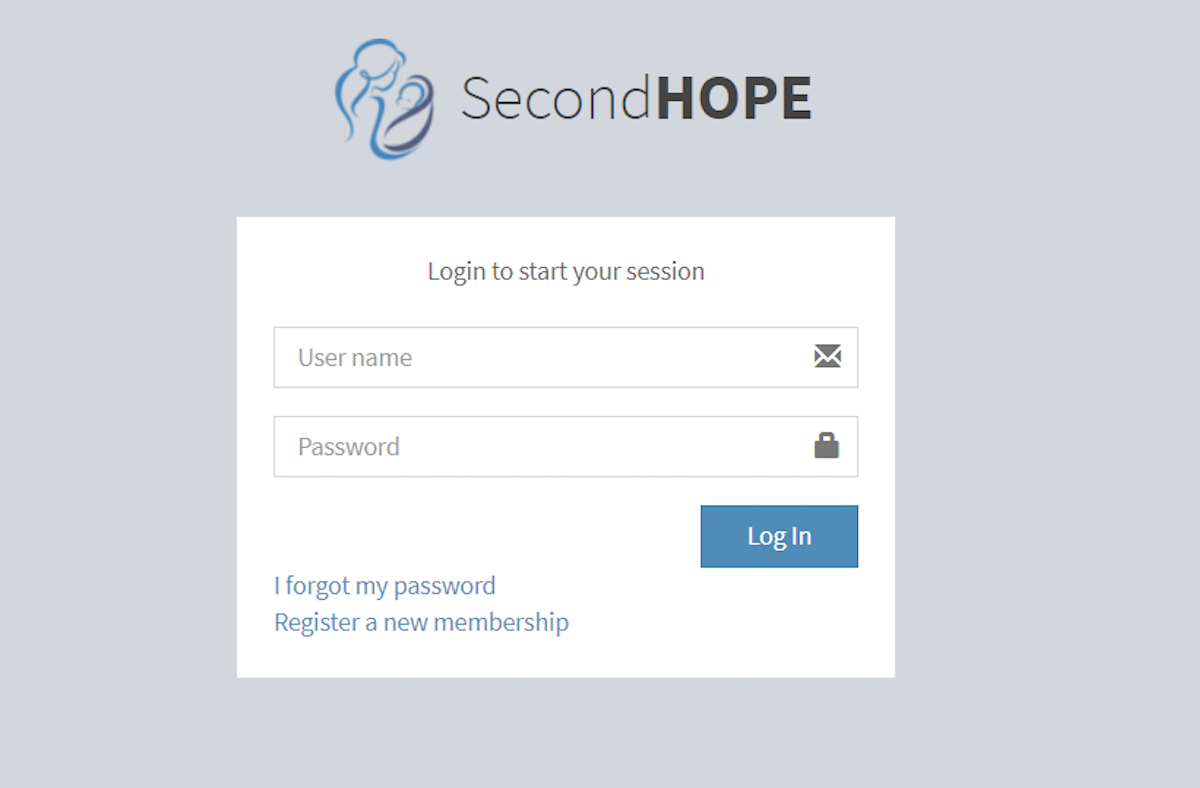 SecondHOPE
Login to start your session
User name
Password
Log In
I forgot my password
Register a new membership